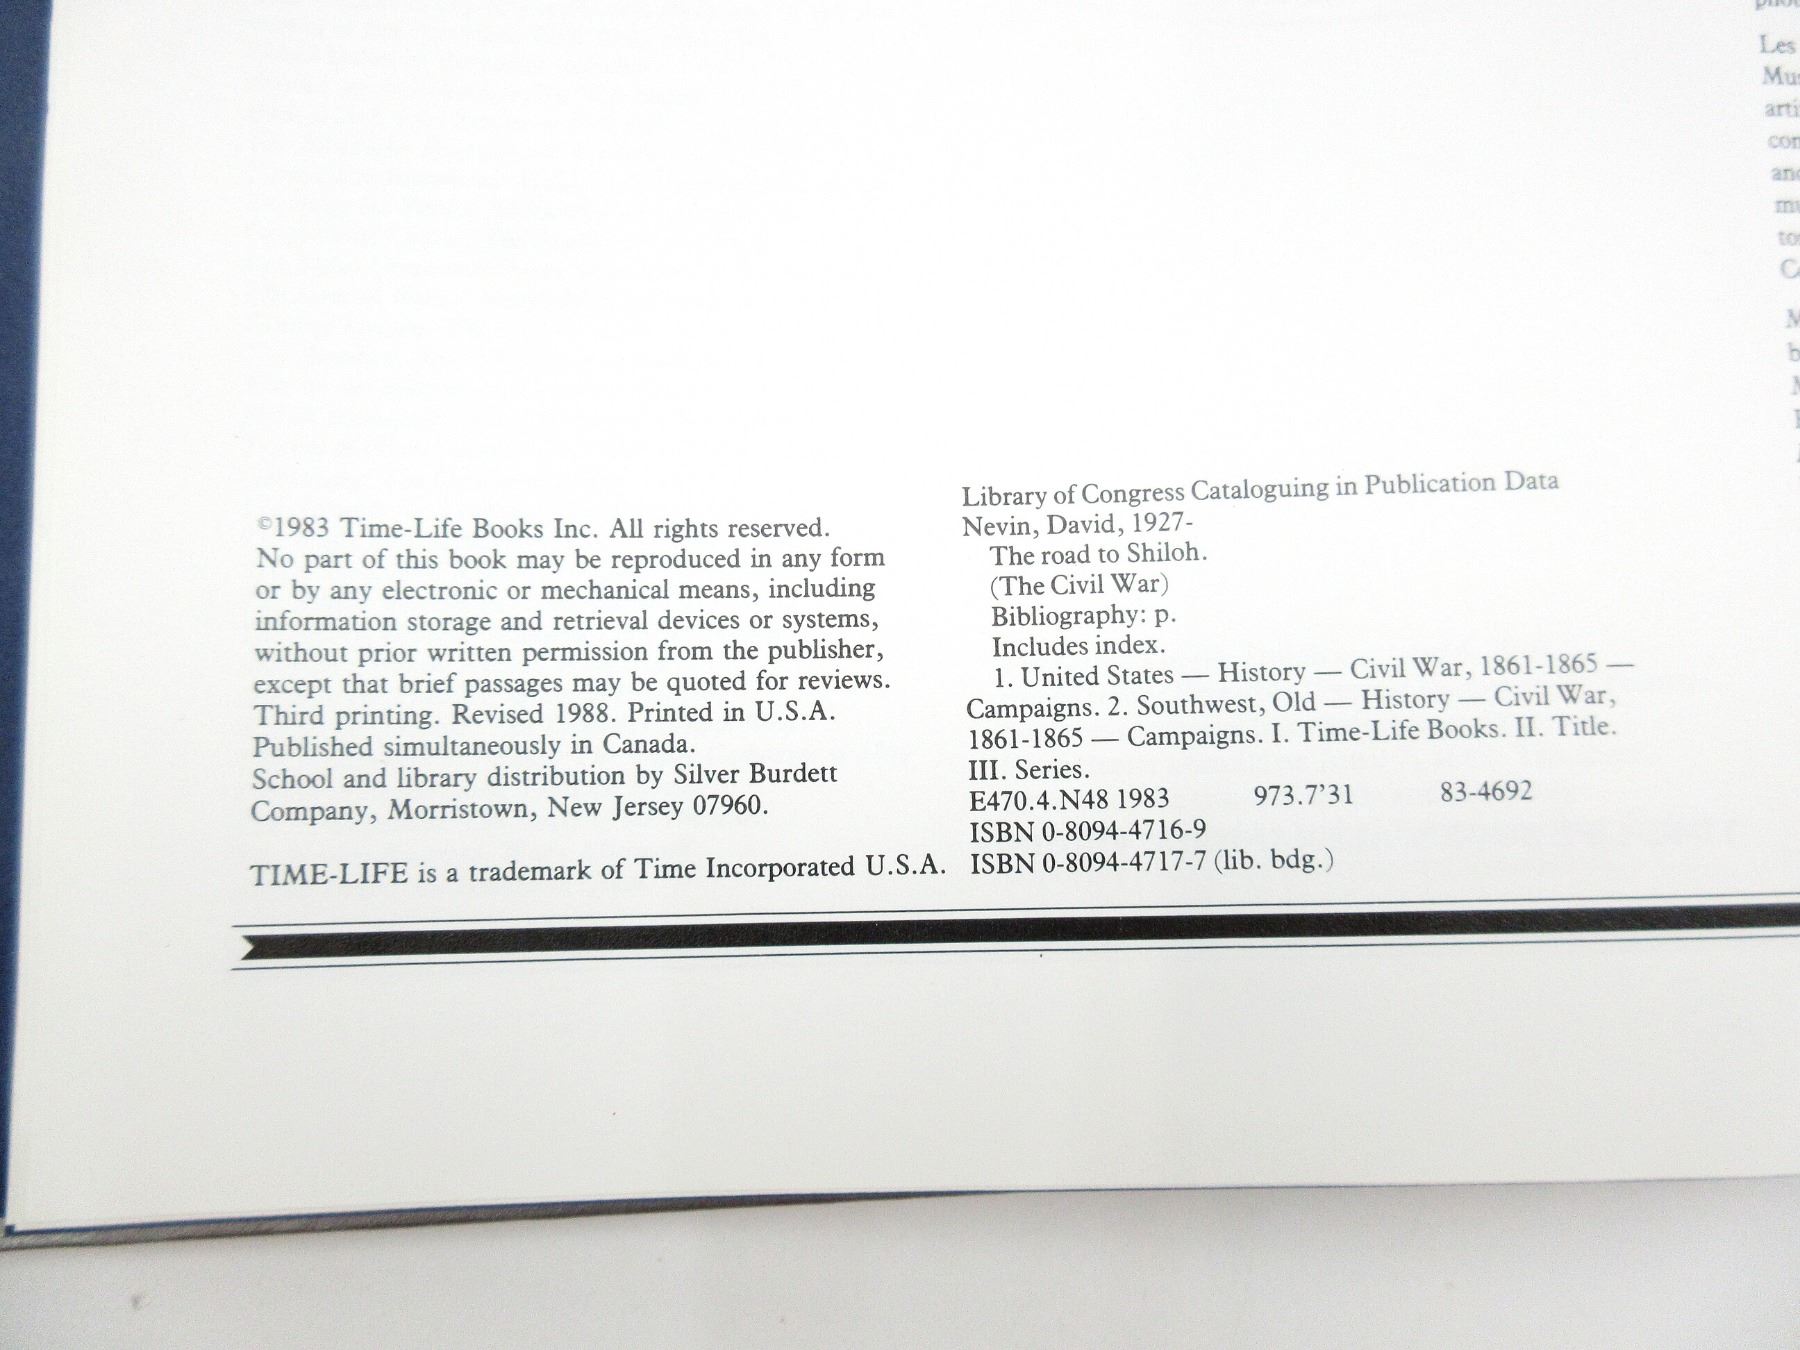 ©1983 Time-Life Books Inc. All rights reserved.
No part of this book may be reproduced in any form
or by any electronic or mechanical means, including
information storage and retrieval devices or systems,
without prior written permission from the publisher,
except that brief passages may be quoted for reviews.
Third printing. Revised 1988. Printed in U.S.A.
Published simultaneously in Canada.
School and library distribution by Silver Burdett
Company, Morristown, New Jersey 07960.
TIME-LIFE is a trademark of Time Incorporated U.S.A.
Library of Congress Cataloguing in Publication Data
Nevin, David, 1927-
The road to Shiloh.
(The Civil War)
Bibliography: p.
Includes index.
1. United States — History — Civil War, 1861-1865 —
Campaigns. 2. Southwest, Old — History — Civil War,
1861-1865 — Campaigns. I. Time-Life Books. II. Title.
III. Series.
E470.4.N48 1983 973.7'31 83-4692
ISBN 0-8094-4716-9
ISBN 0-8094-4717-7 (lib. bdg.)
Les